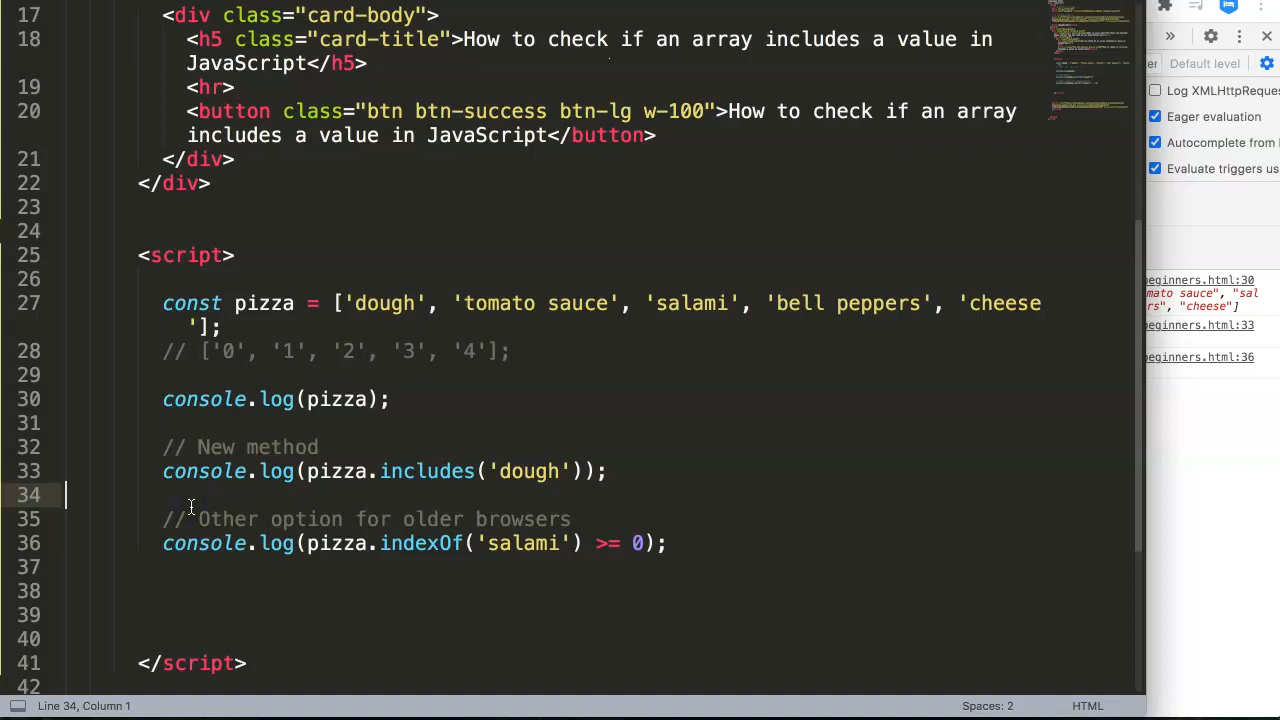 17 <div class="card-body">
18 <h5 class="card-title">How to check if an array includes a value in
JavaScript</h5>
19 <hr>
20 <button class="btn btn-success btn-lg w-100">How to check if an array
includes a value in JavaScript</button>
21 </div>
22 </div>
23
24
25 <script>
26
27 const pizza = ['dough', 'tomato sauce', 'salami', 'bell peppers', 'cheese
'];
28 // ['0', '1', '2', '3', '4'];
29
30 console.log(pizza);
31
32 // New method
33 console.log(pizza.includes('dough'));
34
35 // Other option for older browsers
36 console.log(pizza.indexOf('salami') >= 0);
37
38
39
40
41 </script>
42
Line 34, Column 1
Spaces: 2
HTML
Default levels
Log XMLHttpReques
Eager evaluation
Autocomplete from
Evaluate triggers us
eginners.html:30
mato sauce", "sal
rs", "cheese"]
eginners.html:33
eginners.html:36